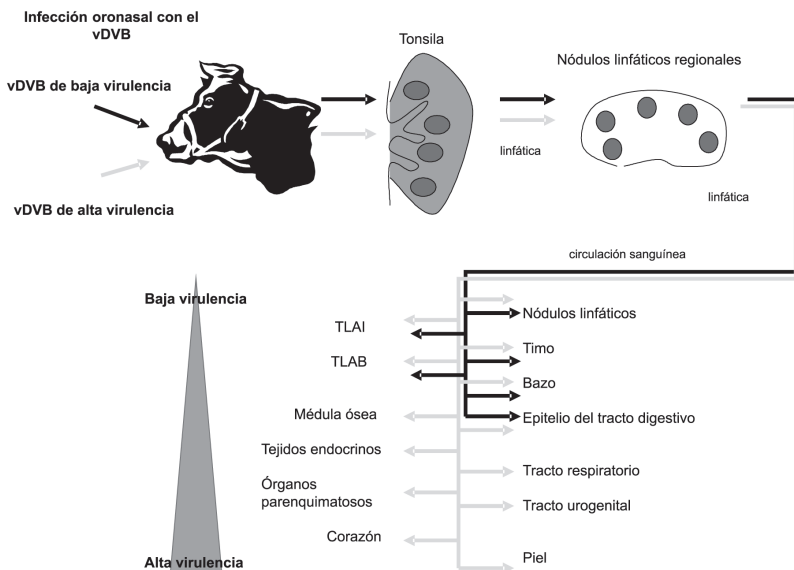 Infección oronasal con el
vDVB
vDVB de baja virulencia
vDVB de alta virulencia
Tonsila
linfática
Nódulos linfáticos regionales
linfática
circulación sanguínea
Baja virulencia
Alta virulencia
TLAI
TLAB
Médula ósea
Tejidos endocrinos
Órganos
parenquimatosos
Corazón
Nódulos linfáticos
Timo
Bazo
Epitelio del tracto digestivo
Tracto respiratorio
Tracto urogenital
Piel